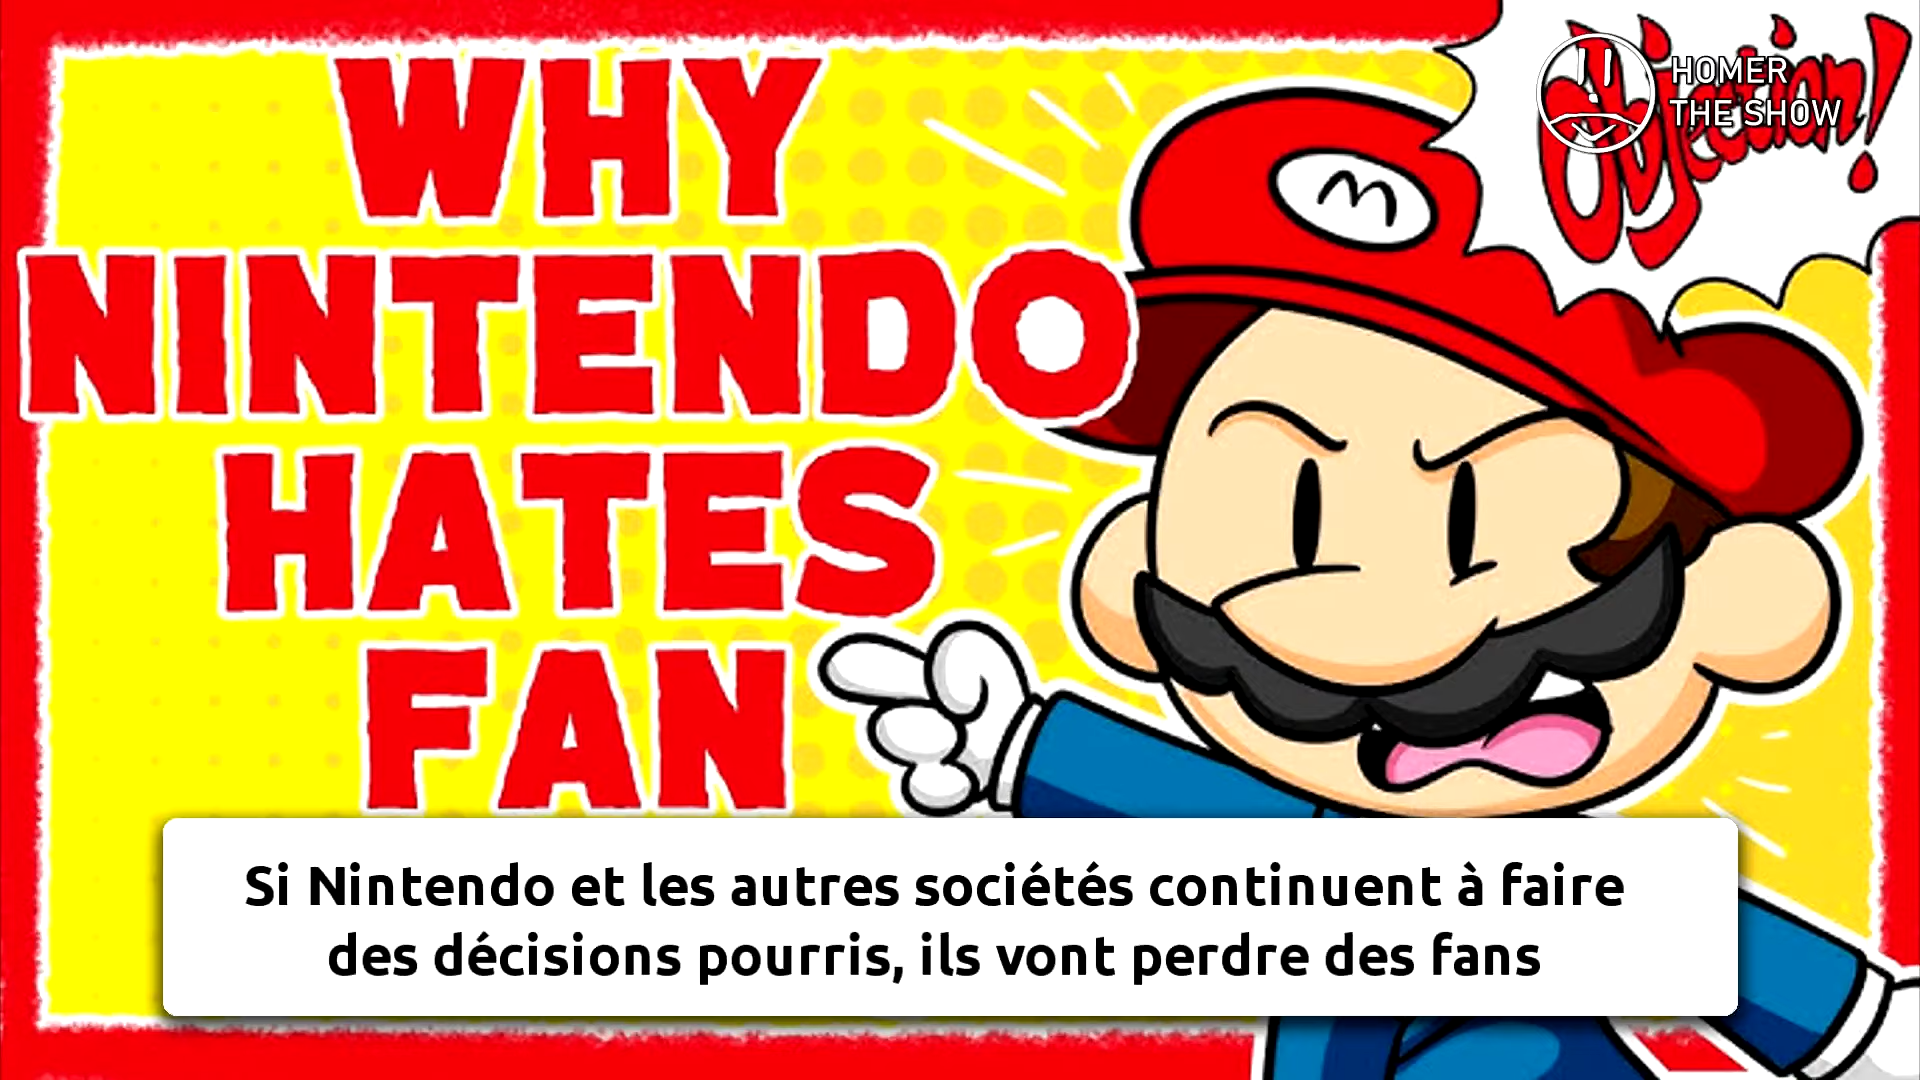 WHY
NINTENDO
HATES
FAN
Objection!
HOMER
THE SHOW
M
Si Nintendo et les autres sociétés continuent à faire
des décisions pourris, ils vont perdre des fans